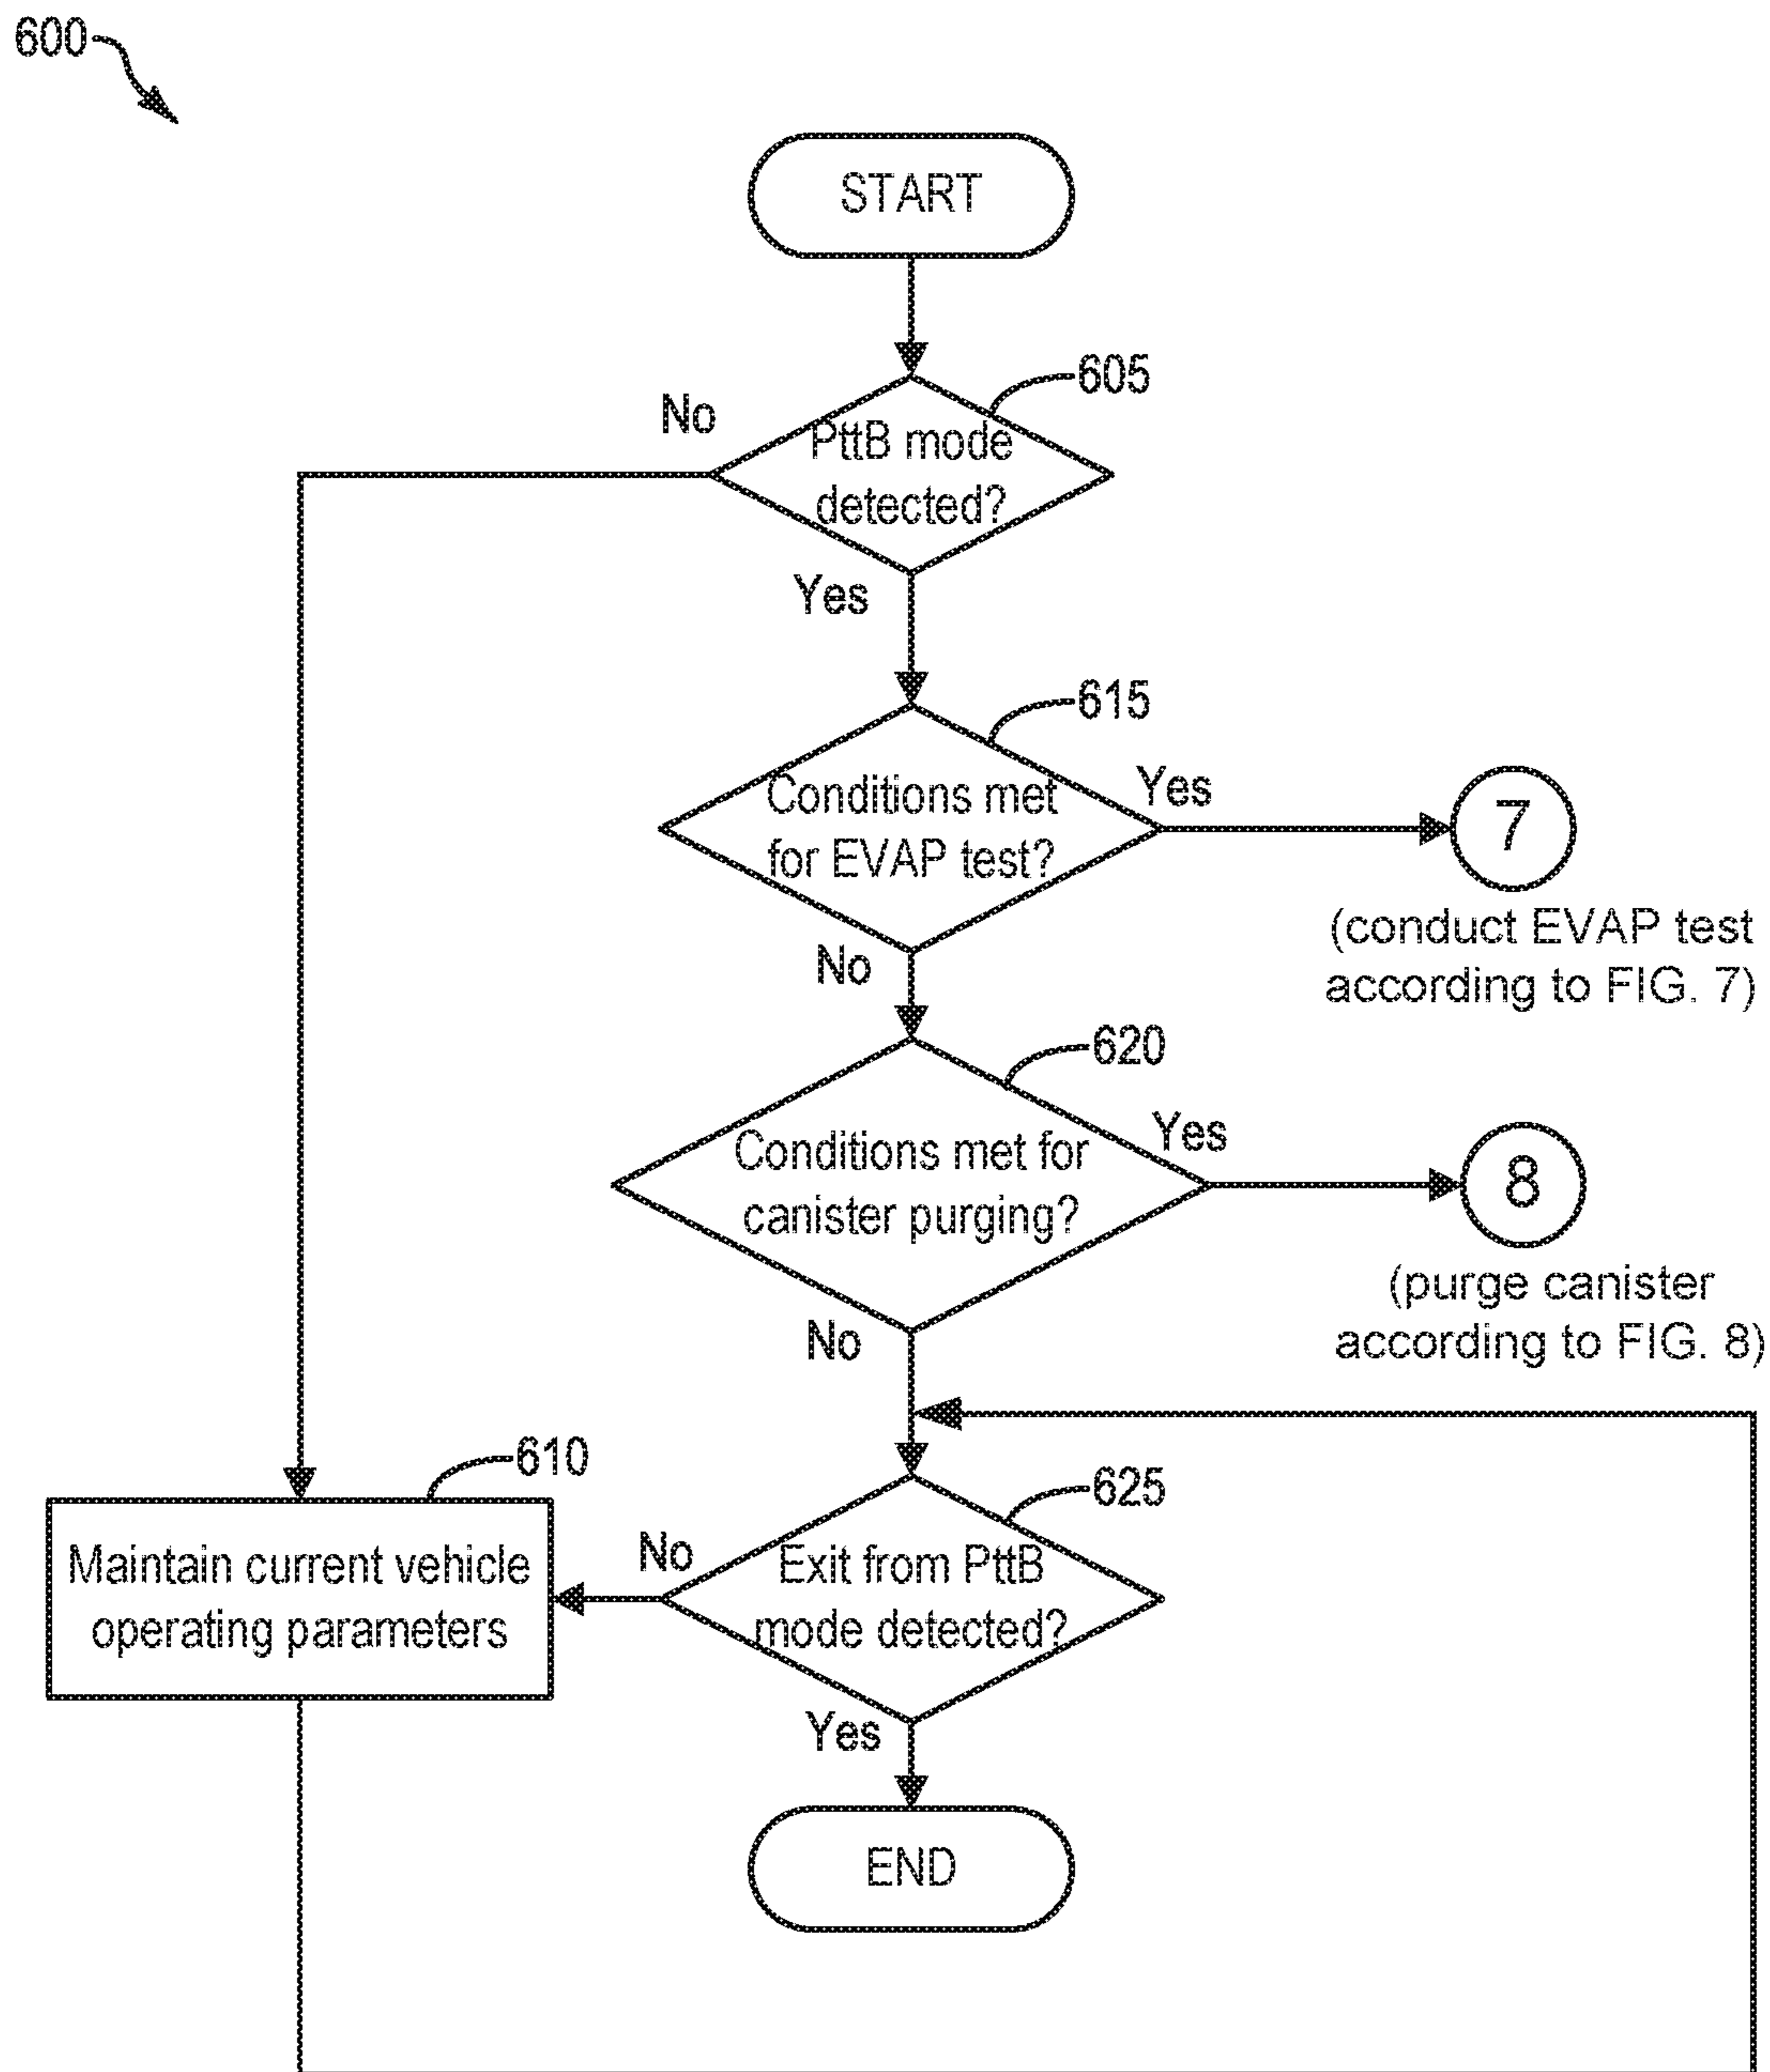 600
START
605
No
PttB mode
detected?
Yes
615
Conditions met
for EVAP test?
Yes
7
(conduct EVAP test
according to FIG. 7)
No
620
Conditions met for
canister purging?
Yes
8
(purge canister
according to FIG. 8)
No
610
Maintain current vehicle
operating parameters
625
No
Exit from PttB
mode detected?
Yes
END